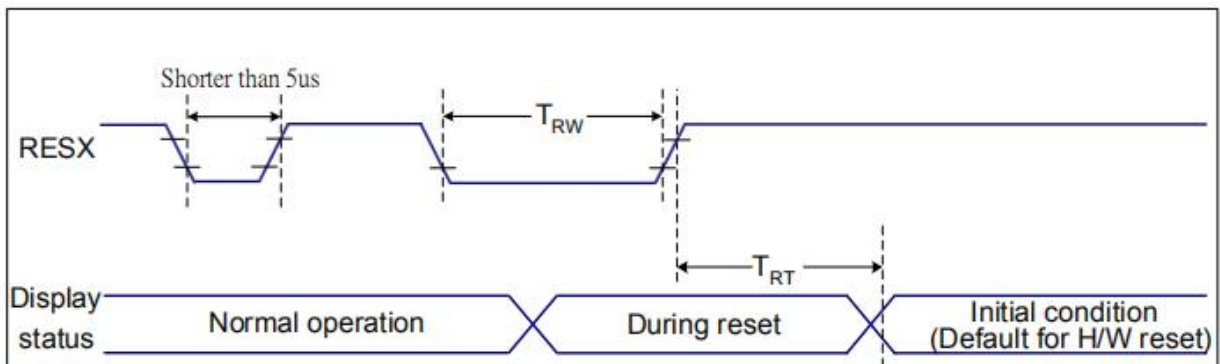 Shorter than 5us
RESX
TRW
TRT
Display
status
Normal operation
During reset
Initial condition
(Default for H/W reset)